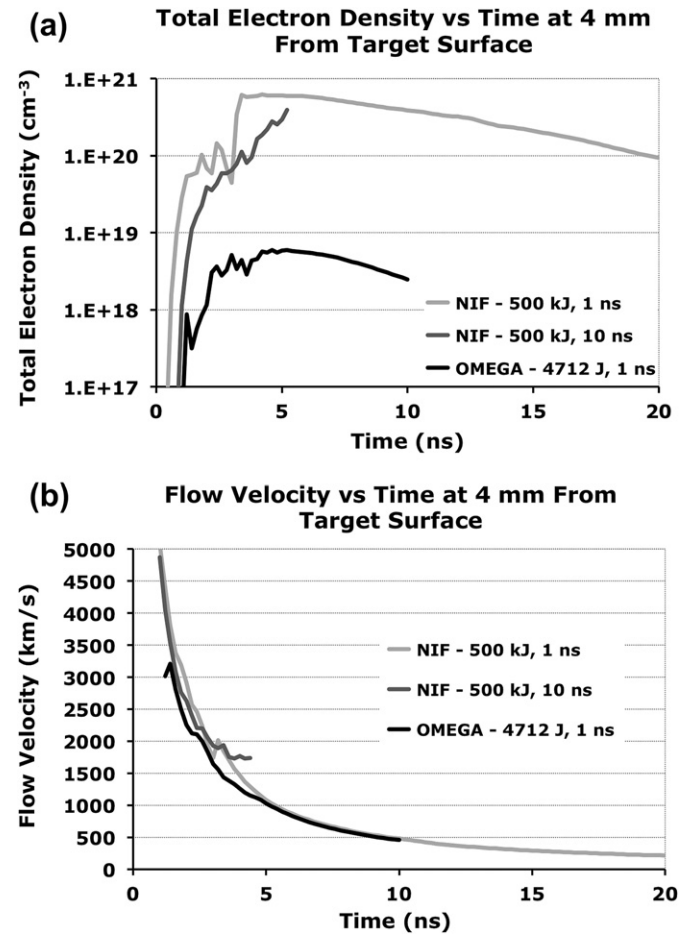 (a)
Total Electron Density vs Time at 4 mm
From Target Surface
Total Electron Density (cm⁻³)
1.E+21
1.E+20
1.E+19
1.E+18
1.E+17
NIF - 500 kJ, 1 ns
NIF - 500 kJ, 10 ns
OMEGA - 4712 J, 1 ns
0 5 10 15 20
Time (ns)
(b)
Flow Velocity vs Time at 4 mm From
Target Surface
Flow Velocity (km/s)
5000
4500
4000
3500
3000
2500
2000
1500
1000
500
0
NIF - 500 kJ, 1 ns
NIF - 500 kJ, 10 ns
OMEGA - 4712 J, 1 ns
0 5 10 15 20
Time (ns)